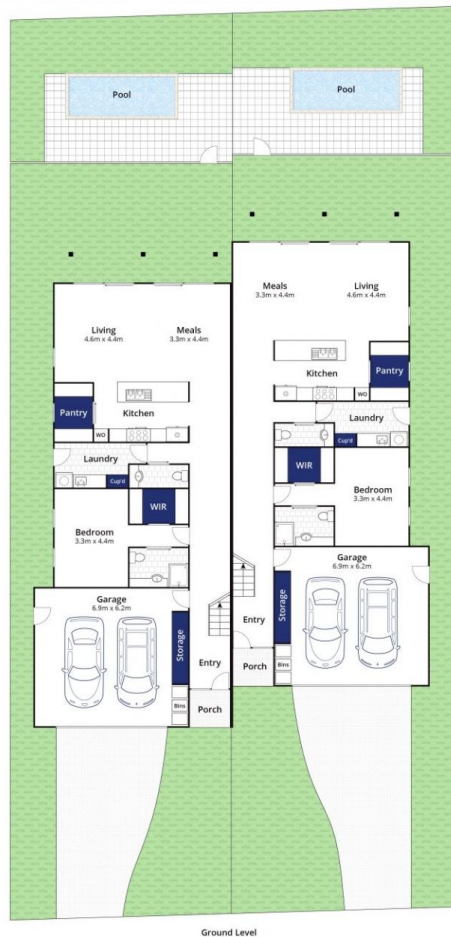 Pool
Pool
Living
4.6m x 4.4m
Meals
3.3m x 4.4m
Kitchen
Pantry
WO
Laundry
Cup'd
WIR
Bedroom
3.3m x 4.4m
Garage
6.9m x 6.2m
Storage
Bins
Entry
Porch
Meals
3.3m x 4.4m
Living
4.6m x 4.4m
Kitchen
Pantry
WO
Laundry
Cup'd
WIR
Bedroom
3.3m x 4.4m
Garage
6.9m x 6.2m
Storage
Bins
Entry
Porch
Ground Level